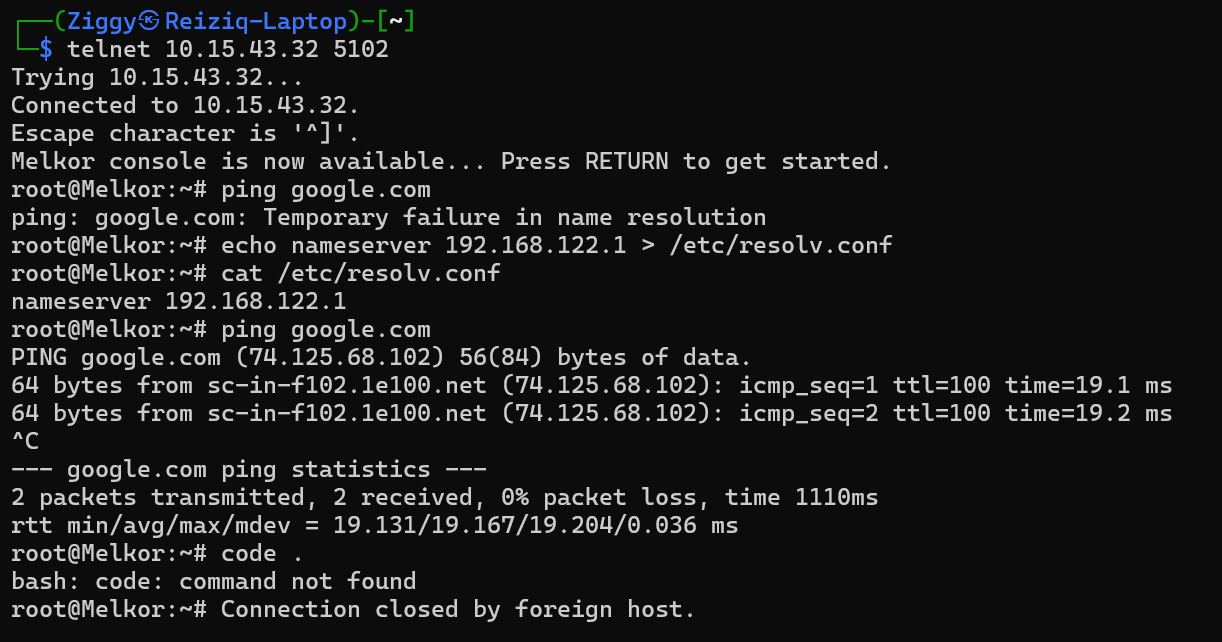 ┌──(Ziggy㉿Reiziq-Laptop)-[~]
└─$ telnet 10.15.43.32 5102
Trying 10.15.43.32...
Connected to 10.15.43.32.
Escape character is '^]'.
Melkor console is now available... Press RETURN to get started.
root@Melkor:~# ping google.com
ping: google.com: Temporary failure in name resolution
root@Melkor:~# echo nameserver 192.168.122.1 > /etc/resolv.conf
root@Melkor:~# cat /etc/resolv.conf
nameserver 192.168.122.1
root@Melkor:~# ping google.com
PING google.com (74.125.68.102) 56(84) bytes of data.
64 bytes from sc-in-f102.1e100.net (74.125.68.102): icmp_seq=1 ttl=100 time=19.1 ms
64 bytes from sc-in-f102.1e100.net (74.125.68.102): icmp_seq=2 ttl=100 time=19.2 ms
^C
--- google.com ping statistics ---
2 packets transmitted, 2 received, 0% packet loss, time 1110ms
rtt min/avg/max/mdev = 19.131/19.167/19.204/0.036 ms
root@Melkor:~# code .
bash: code: command not found
root@Melkor:~# Connection closed by foreign host.